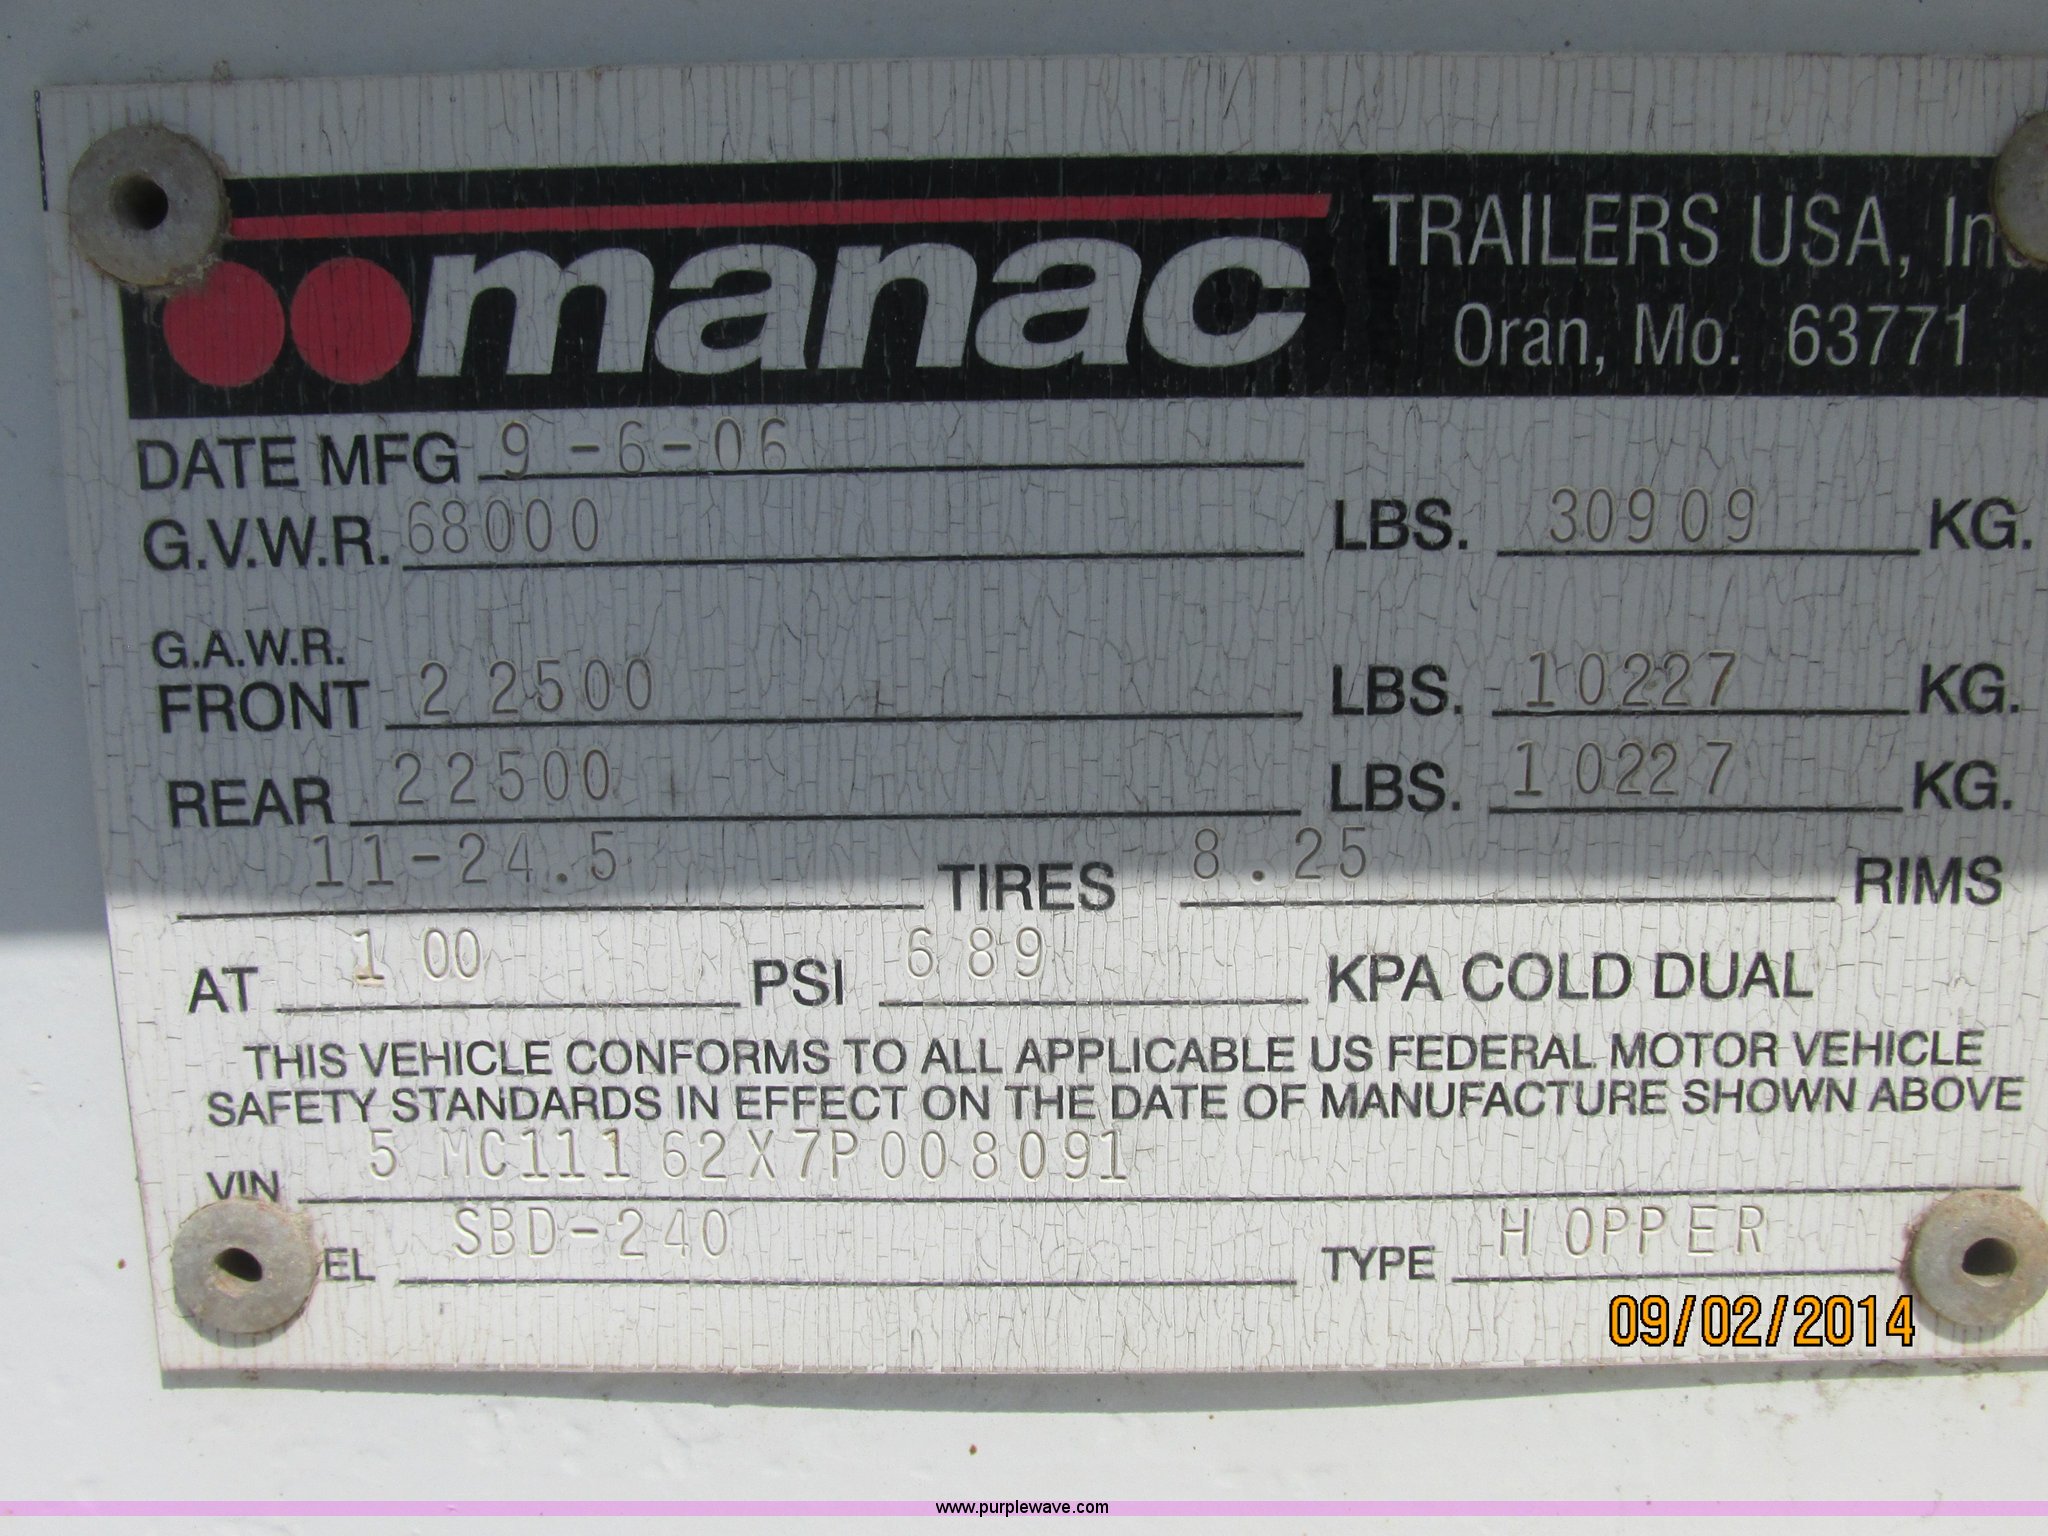 manac TRAILERS USA, Inc
Oran, Mo. 63771
DATE MFG 9-6-06
G.V.W.R. 68000 LBS. 30909 KG.
G.A.W.R.
FRONT 22500 LBS. 10227 KG.
REAR 22500 LBS. 10227 KG.
11-24.5 TIRES 8.25 RIMS
AT 100 PSI 689 KPA COLD DUAL
THIS VEHICLE CONFORMS TO ALL APPLICABLE US FEDERAL MOTOR VEHICLE
SAFETY STANDARDS IN EFFECT ON THE DATE OF MANUFACTURE SHOWN ABOVE
VIN 5MC11162X7P008091
EL SBD-240 TYPE HOPPER
09/02/2014
www.purplewave.com